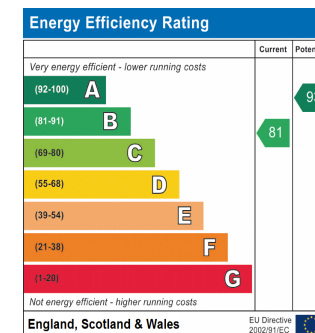 Energy Efficiency Rating
Current
Very energy efficient - lower running costs
(92-100) A
(81-91) B
81
(69-80) C
(55-68) D
(39-54) E
(21-38) F
(1-20) G
Not energy efficient - higher running costs
England, Scotland & Wales
EU Directive
2002/91/EC